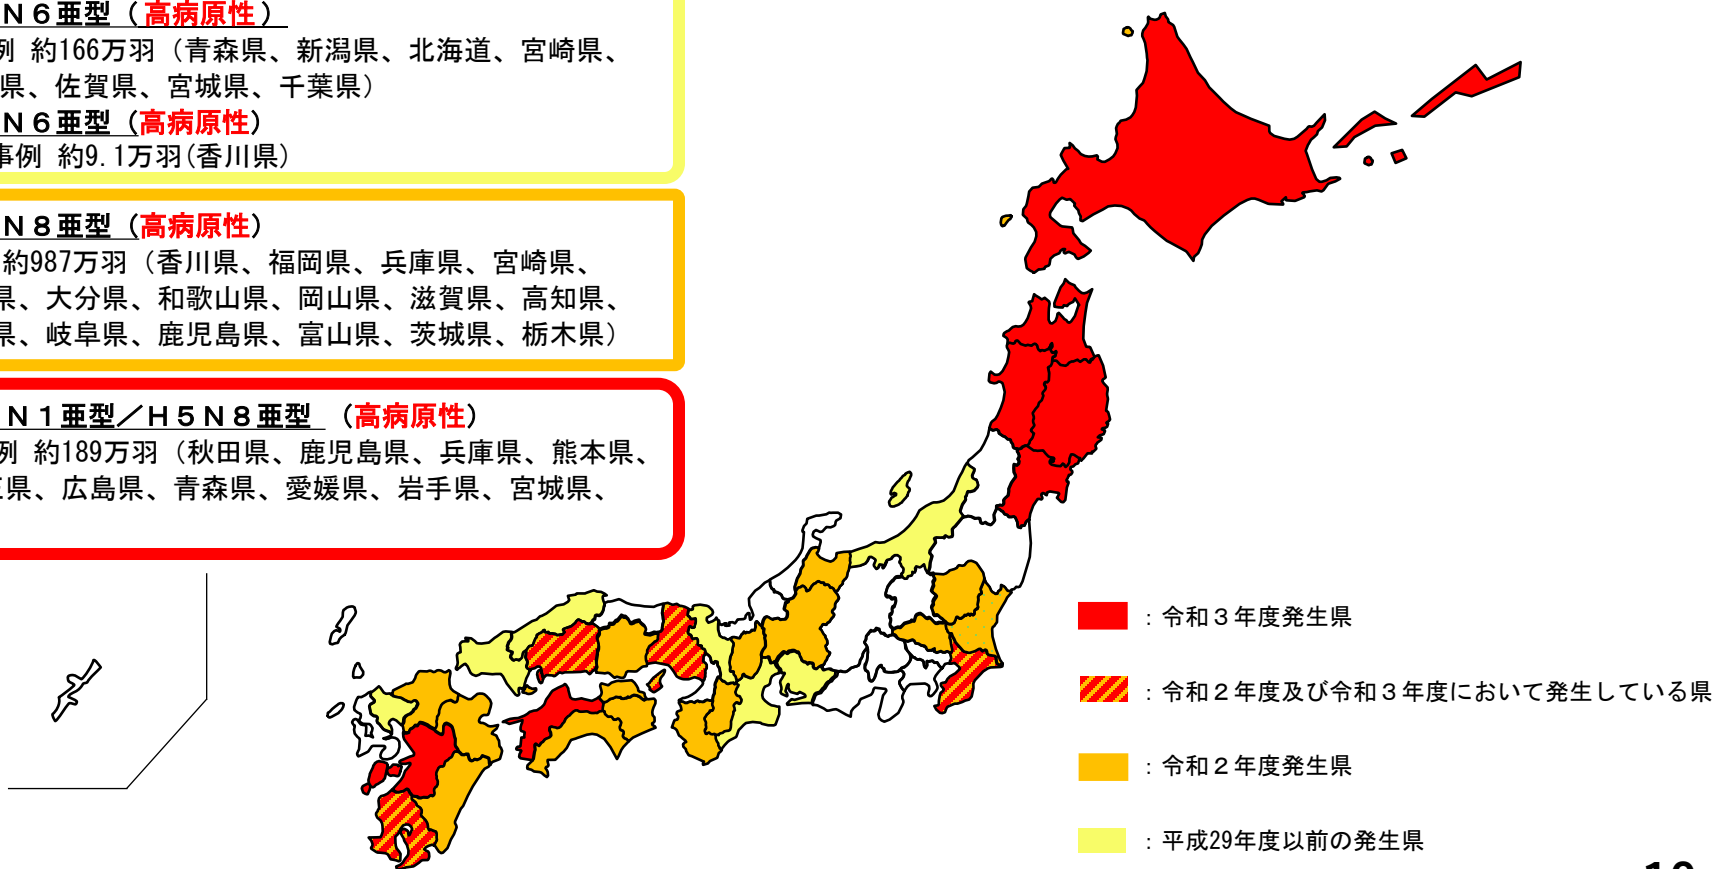 Ｎ６亜型（高病原性）
例 約166万羽（青森県、新潟県、北海道、宮崎県、
県、佐賀県、宮城県、千葉県）
Ｎ６亜型（高病原性）
事例 約9.1万羽(香川県)
Ｎ８亜型（高病原性）
約987万羽（香川県、福岡県、兵庫県、宮崎県、
県、大分県、和歌山県、岡山県、滋賀県、高知県、
県、岐阜県、鹿児島県、富山県、茨城県、栃木県）
Ｎ１亜型／Ｈ５Ｎ８亜型 （高病原性）
例 約189万羽（秋田県、鹿児島県、兵庫県、熊本県、
県、広島県、青森県、愛媛県、岩手県、宮城県、
：令和３年度発生県
：令和２年度及び令和３年度において発生している県
：令和２年度発生県
：平成29年度以前の発生県